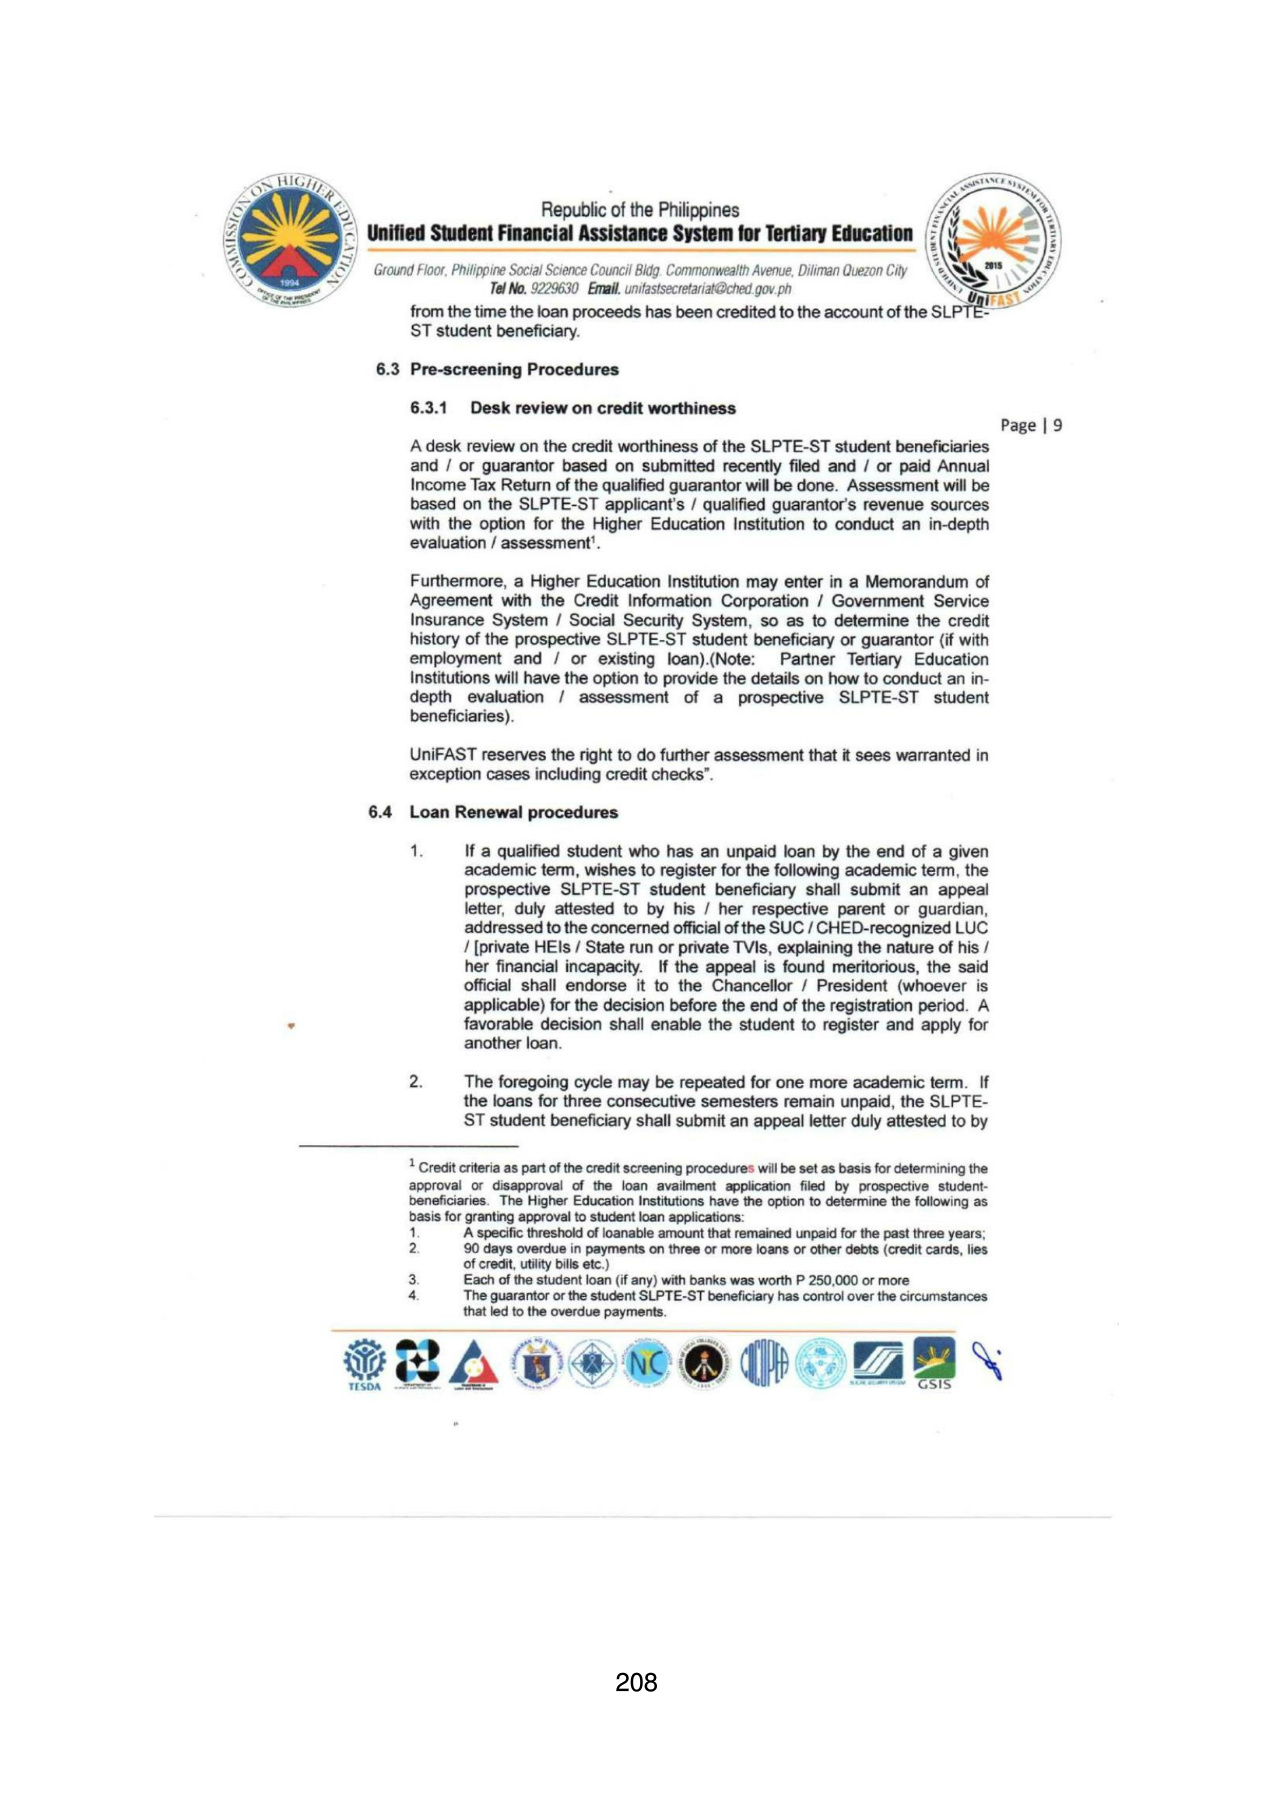 COMMISSION ON HIGHER EDUCATION
OFFICE OF THE PRESIDENT
OF THE PHILIPPINES
1994
Republic of the Philippines
Unified Student Financial Assistance System for Tertiary Education
Ground Floor, Philippine Social Science Council Bldg. Commonwealth Avenue, Diliman Quezon City
Tel No. 9229630 Email. unifastsecretariat@ched.gov.ph
UNIFIED STUDENT FINANCIAL ASSISTANCE SYSTEM FOR TERTIARY EDUCATION
2015
UniFAST
from the time the loan proceeds has been credited to the account of the SLPTE-
ST student beneficiary.
6.3 Pre-screening Procedures
6.3.1 Desk review on credit worthiness
Page | 9
A desk review on the credit worthiness of the SLPTE-ST student beneficiaries
and / or guarantor based on submitted recently filed and / or paid Annual
Income Tax Return of the qualified guarantor will be done. Assessment will be
based on the SLPTE-ST applicant's / qualified guarantor's revenue sources
with the option for the Higher Education Institution to conduct an in-depth
evaluation / assessment¹.
Furthermore, a Higher Education Institution may enter in a Memorandum of
Agreement with the Credit Information Corporation / Government Service
Insurance System / Social Security System, so as to determine the credit
history of the prospective SLPTE-ST student beneficiary or guarantor (if with
employment and / or existing loan).(Note: Partner Tertiary Education
Institutions will have the option to provide the details on how to conduct an in-
depth evaluation / assessment of a prospective SLPTE-ST student
beneficiaries).
UniFAST reserves the right to do further assessment that it sees warranted in
exception cases including credit checks".
6.4 Loan Renewal procedures
1. If a qualified student who has an unpaid loan by the end of a given
academic term, wishes to register for the following academic term, the
prospective SLPTE-ST student beneficiary shall submit an appeal
letter, duly attested to by his / her respective parent or guardian,
addressed to the concerned official of the SUC / CHED-recognized LUC
/ [private HEIs / State run or private TVIs, explaining the nature of his /
her financial incapacity. If the appeal is found meritorious, the said
official shall endorse it to the Chancellor / President (whoever is
applicable) for the decision before the end of the registration period. A
favorable decision shall enable the student to register and apply for
another loan.
2. The foregoing cycle may be repeated for one more academic term. If
the loans for three consecutive semesters remain unpaid, the SLPTE-
ST student beneficiary shall submit an appeal letter duly attested to by
¹ Credit criteria as part of the credit screening procedures will be set as basis for determining the
approval or disapproval of the loan availment application filed by prospective student-
beneficiaries. The Higher Education Institutions have the option to determine the following as
basis for granting approval to student loan applications:
1. A specific threshold of loanable amount that remained unpaid for the past three years;
2. 90 days overdue in payments on three or more loans or other debts (credit cards, lies
of credit, utility bills etc.)
3. Each of the student loan (if any) with banks was worth P 250,000 or more
4. The guarantor or the student SLPTE-ST beneficiary has control over the circumstances
that led to the overdue payments.
TESDA
NC
COCOPEA
GSIS
208